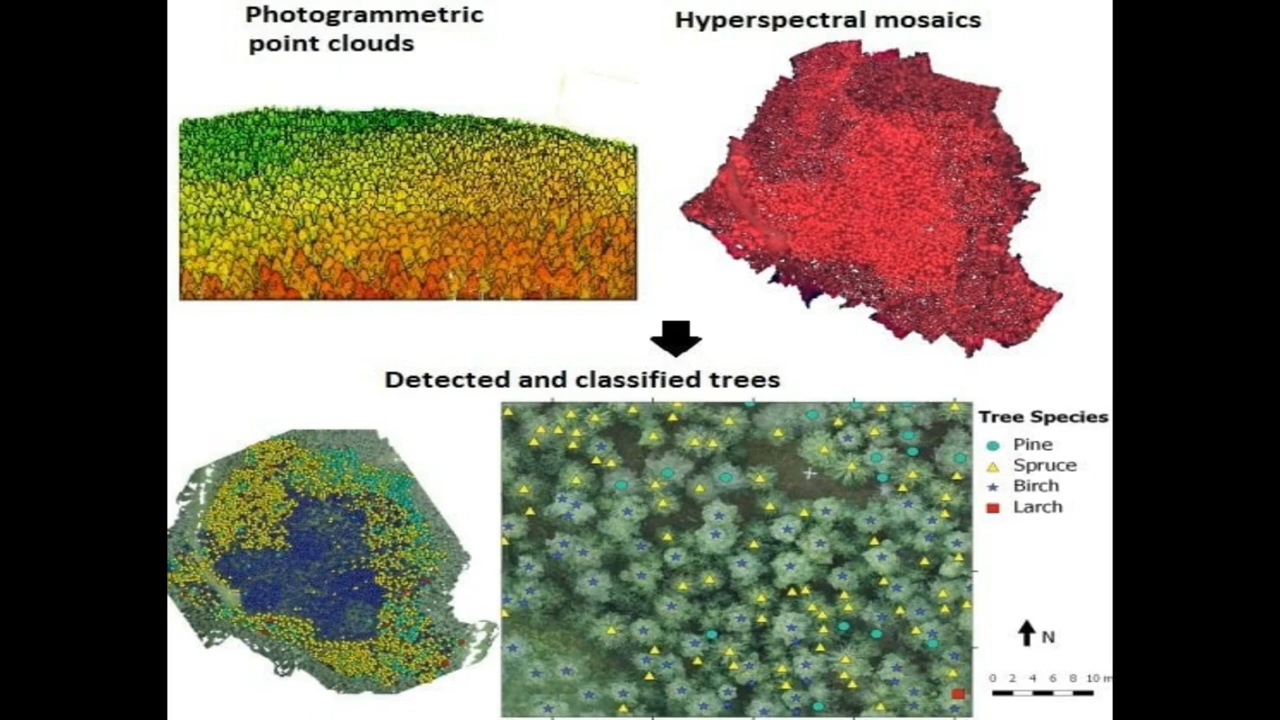 Photogrammetric
point clouds
Hyperspectral mosaics
Detected and classified trees
Tree Species
Pine
Spruce
Birch
Larch
N
0 2 4 6 8 10 m